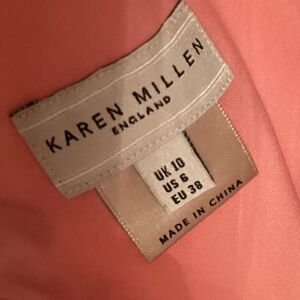 KAREN MILLEN
ENGLAND
UK 10
US 6
EU 38
MADE IN CHINA